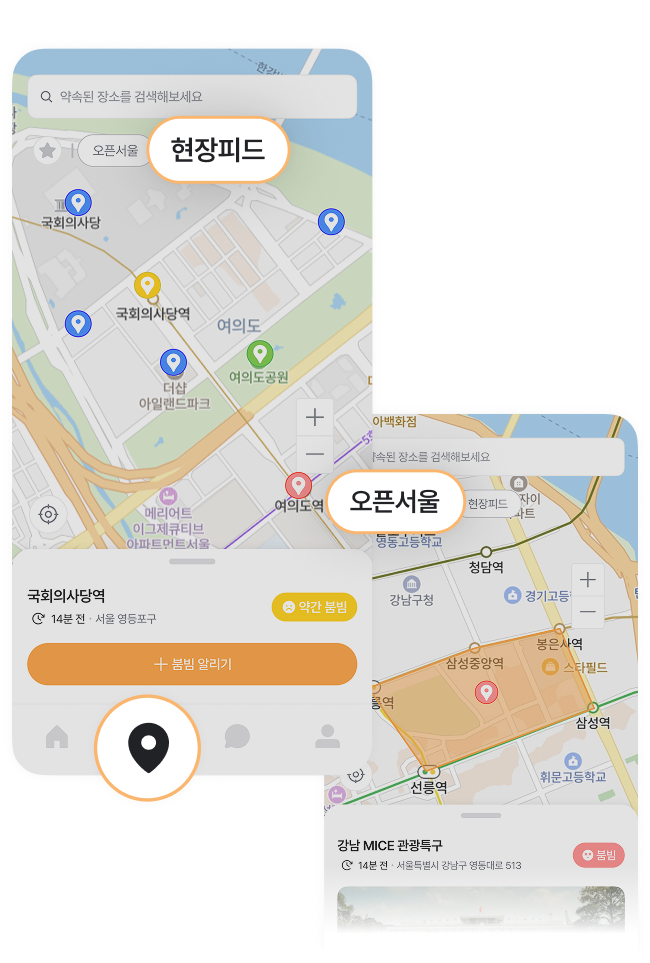 한강
약속된 장소를 검색해보세요
오픈서울
현장피드
국회의사당
국회의사당역
여의도
여의도공원
더샵
아일랜드파크
여의도역
메리어트
이그제큐티브
아파트먼트서울
국회의사당역
약간 붐빔
14분 전 · 서울 영등포구
+ 붐빔 알리기
아백화점
속된 장소를 검색해보세요
오픈서울
현장피드
자이
파트
영동고등학교
청담역
강남구청
경기고등학
봉은사역
삼성중앙역
스타필드
릉역
삼성역
선릉역
휘문고등학교
강남 MICE 관광특구
붐빔
14분 전 · 서울특별시 강남구 영동대로 513